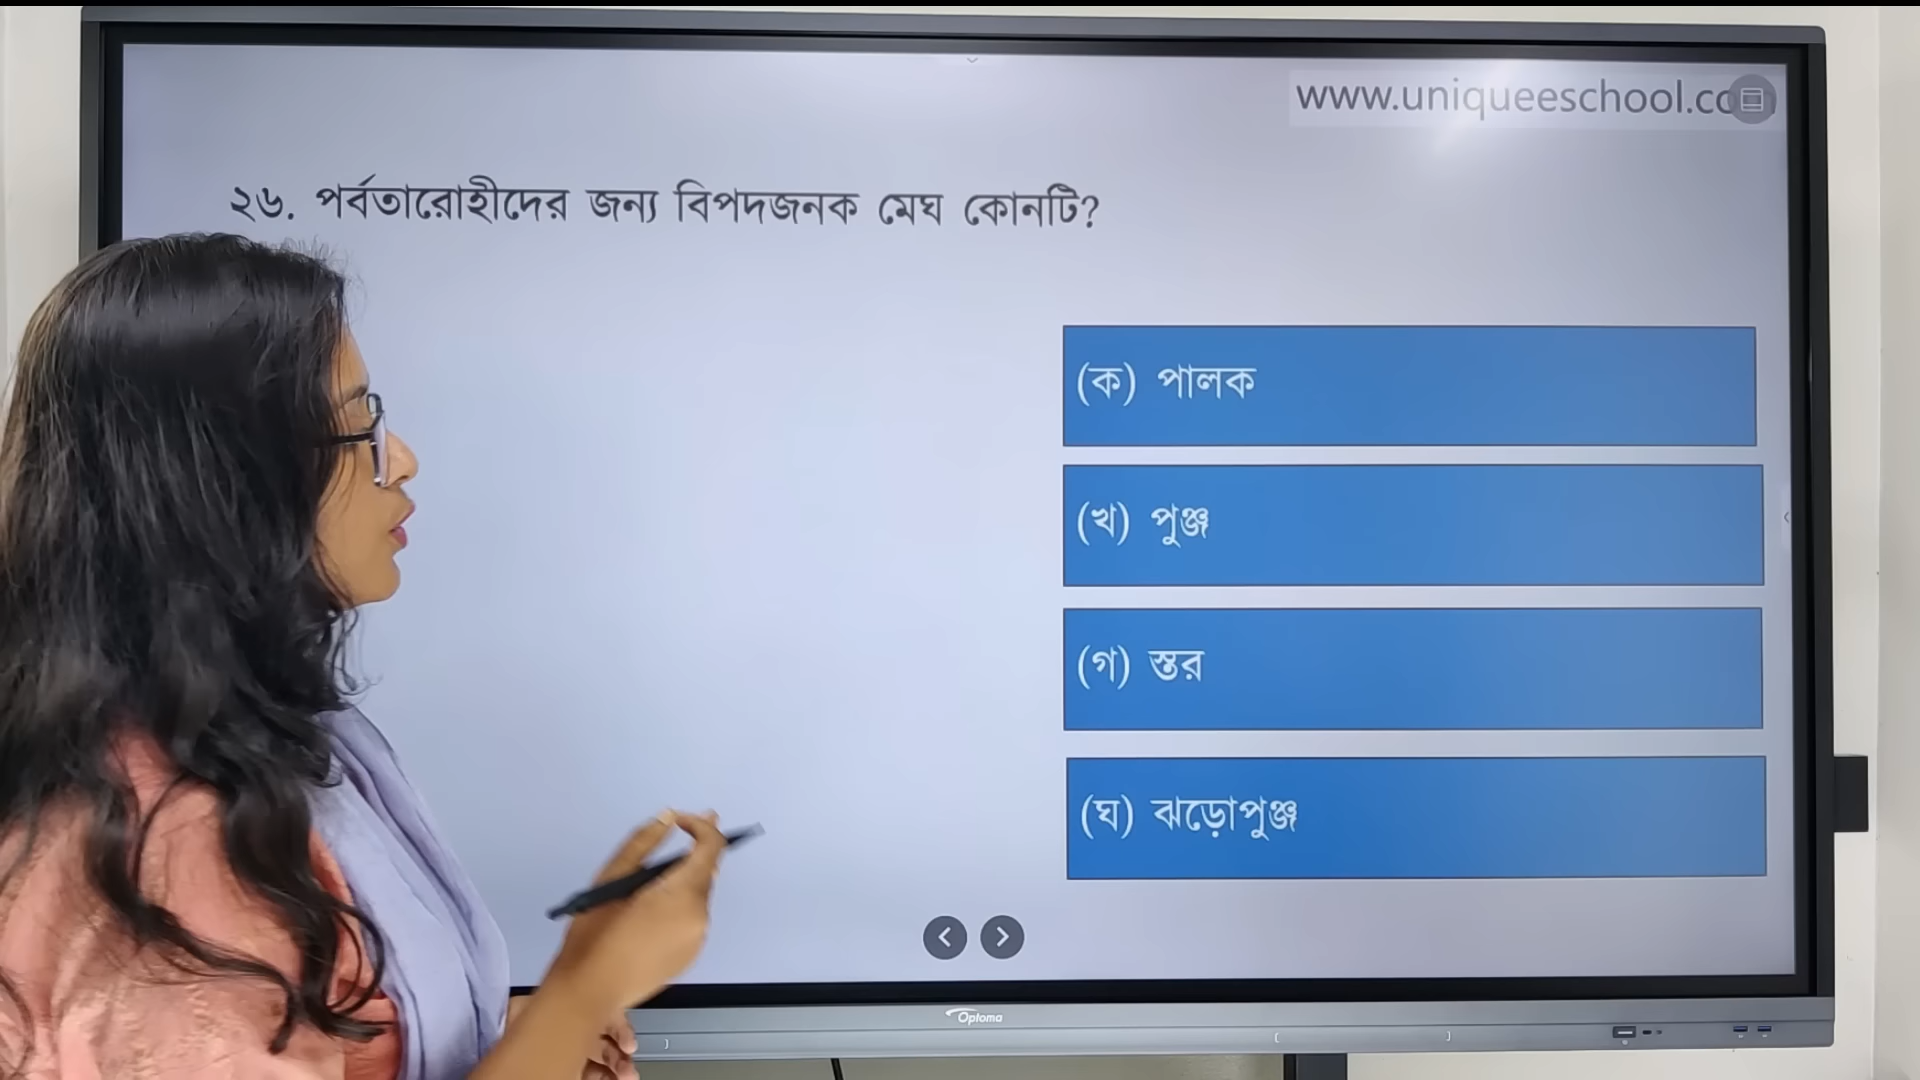 www.uniqueeschool.co
২৬. পর্বতারোহীদের জন্য বিপদজনক মেঘ কোনটি?
(ক) পালক
(খ) পুঞ্জ
(গ) স্তর
(ঘ) ঝড়োপুঞ্জ
Optoma